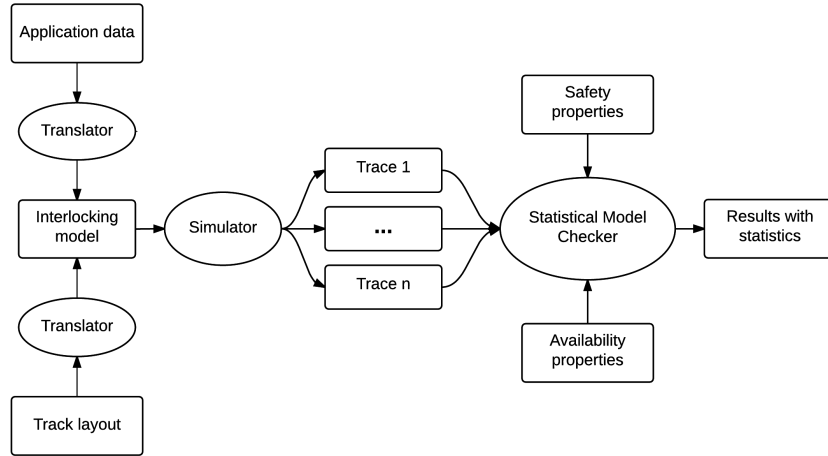 Application data
Translator
Interlocking
model
Translator
Track layout
Simulator
Trace 1
...
Trace n
Safety
properties
Statistical Model
Checker
Availability
properties
Results with
statistics